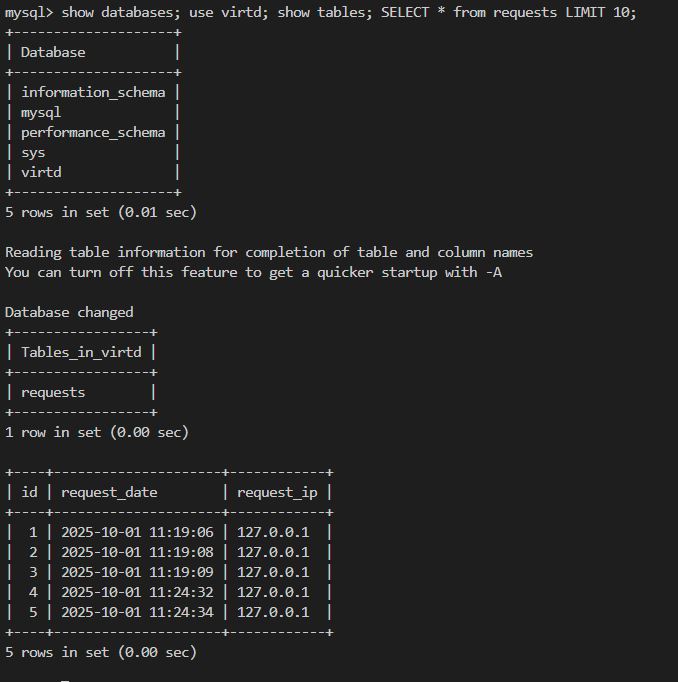 mysql> show databases; use virtd; show tables; SELECT * from requests LIMIT 10;
+--------------------+
| Database           |
+--------------------+
| information_schema |
| mysql              |
| performance_schema |
| sys                |
| virtd              |
+--------------------+
5 rows in set (0.01 sec)

Reading table information for completion of table and column names
You can turn off this feature to get a quicker startup with -A

Database changed
+-----------------+
| Tables_in_virtd |
+-----------------+
| requests        |
+-----------------+
1 row in set (0.00 sec)

+----+---------------------+------------+
| id | request_date        | request_ip |
+----+---------------------+------------+
|  1 | 2025-10-01 11:19:06 | 127.0.0.1  |
|  2 | 2025-10-01 11:19:08 | 127.0.0.1  |
|  3 | 2025-10-01 11:19:09 | 127.0.0.1  |
|  4 | 2025-10-01 11:24:32 | 127.0.0.1  |
|  5 | 2025-10-01 11:24:34 | 127.0.0.1  |
+----+---------------------+------------+
5 rows in set (0.00 sec)